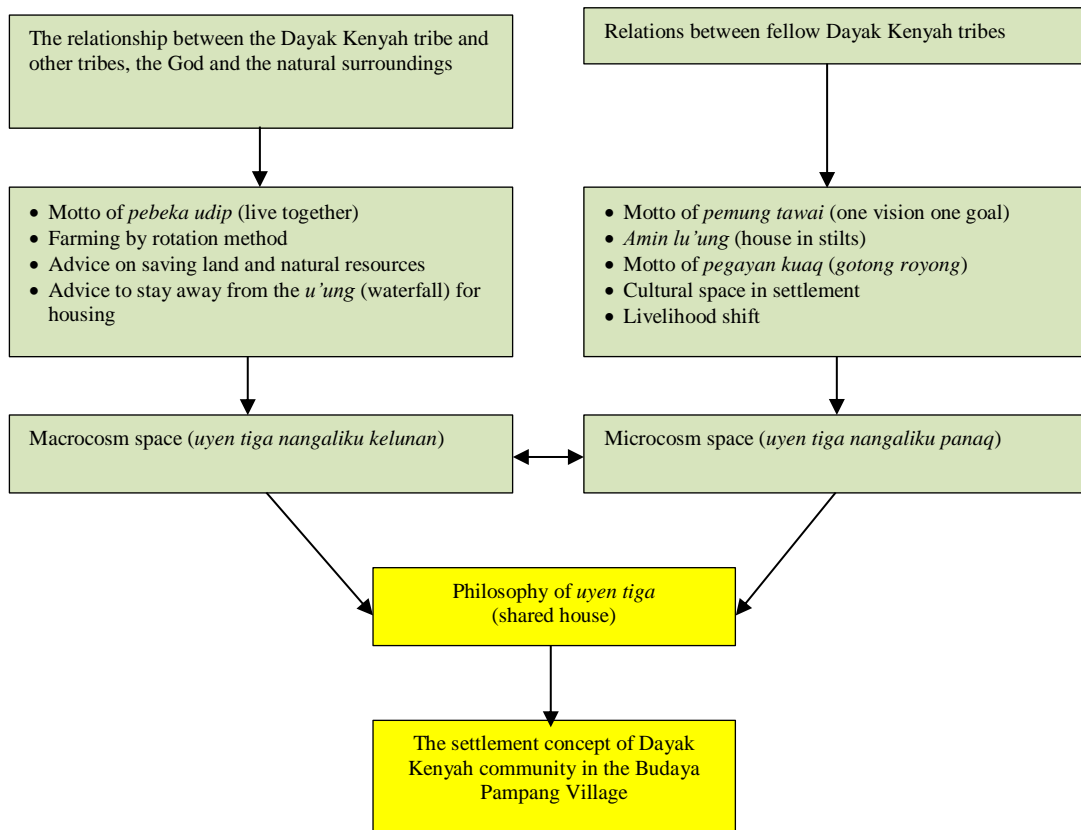 The relationship between the Dayak Kenyah tribe and
other tribes, the God and the natural surroundings
Relations between fellow Dayak Kenyah tribes
• Motto of pebeka udip (live together)
• Farming by rotation method
• Advice on saving land and natural resources
• Advice to stay away from the u’ung (waterfall) for
housing
• Motto of pemung tawai (one vision one goal)
• Amin lu’ung (house in stilts)
• Motto of pegayan kuaq (gotong royong)
• Cultural space in settlement
• Livelihood shift
Macrocosm space (uyen tiga nangaliku kelunan)
Microcosm space (uyen tiga nangaliku panaq)
Philosophy of uyen tiga
(shared house)
The settlement concept of Dayak
Kenyah community in the Budaya
Pampang Village